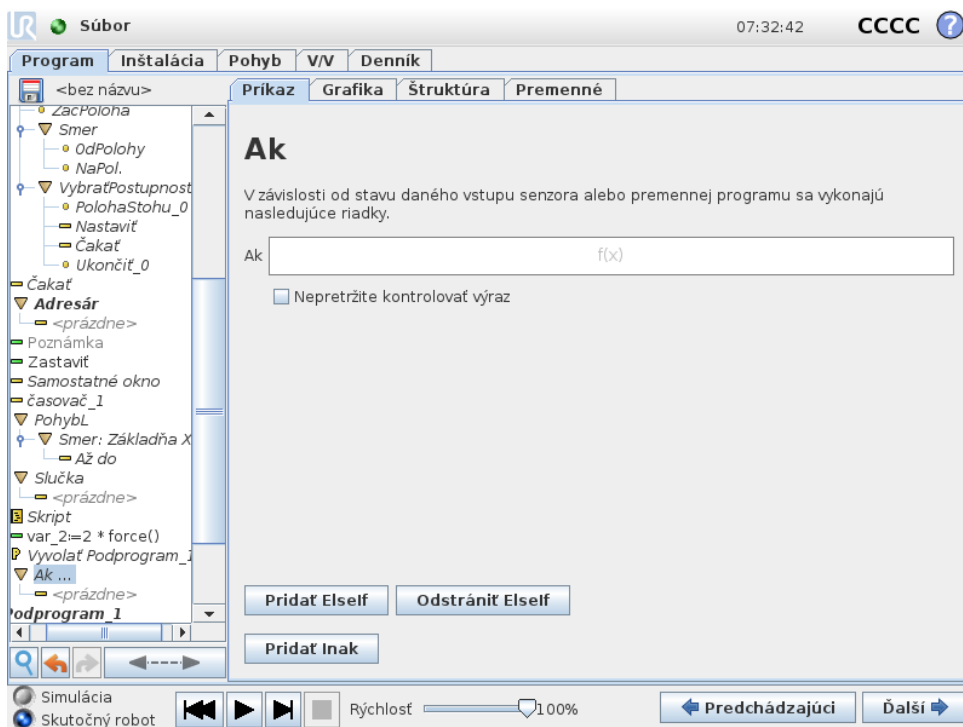 UR Súbor 07:32:42 CCCC ?
Program Inštalácia Pohyb V/V Denník
<bez názvu> Príkaz Grafika Štruktúra Premenné
ZacPoloha
Smer
OdPolohy
NaPol.
VybraťPostupnost
PolohaStohu_0
Nastaviť
Čakať
Ukončiť_0
Čakať
Adresár
<prázdne>
Poznámka
Zastaviť
Samostatné okno
časovač_1
PohybL
Smer: Základňa X
Až do
Slučka
<prázdne>
Skript
var_2:=2 * force()
Vyvolať Podprogram_1
Ak ...
<prázdne>
Podprogram_1
Ak
V závislosti od stavu daného vstupu senzora alebo premennej programu sa vykonajú
nasledujúce riadky.
Ak f(x)
Nepretržite kontrolovať výraz
Pridať ElseIf Odstrániť ElseIf
Pridať Inak
Simulácia
Skutočný robot
Rýchlosť 100%
Predchádzajúci Ďalší